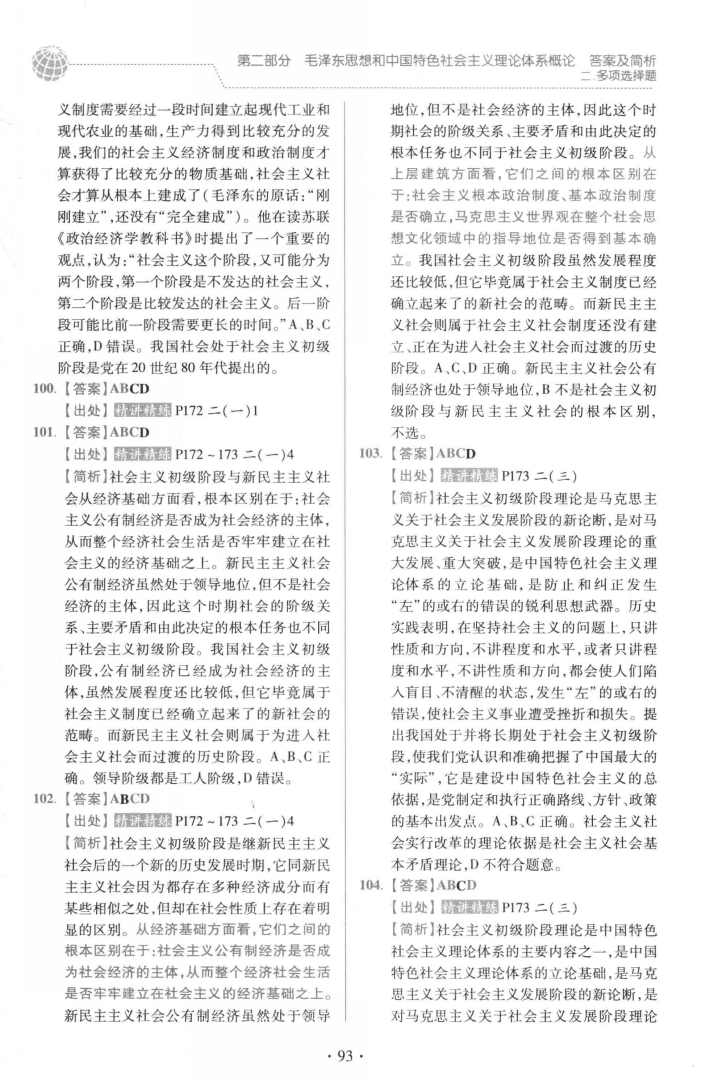 第二部分 毛泽东思想和中国特色社会主义理论体系概论 答案及简析
二、多项选择题
义制度需要经过一段时间建立起现代工业和
现代农业的基础,生产力得到比较充分的发
展,我们的社会主义经济制度和政治制度才
算获得了比较充分的物质基础,社会主义社
会才算从根本上建成了(毛泽东的原话:“刚
刚建立”,还没有“完全建成”)。他在读苏联
《政治经济学教科书》时提出了一个重要的
观点,认为:“社会主义这个阶段,又可能分为
两个阶段,第一个阶段是不发达的社会主义,
第二个阶段是比较发达的社会主义。后一阶
段可能比前一阶段需要更长的时间。”A、B、C
正确,D 错误。我国社会处于社会主义初级
阶段是党在 20 世纪 80 年代提出的。
100.【答案】ABCD
【出处】精讲精练 P172 二(一)1
101.【答案】ABCD
【出处】精讲精练 P172～173 二(一)4
【简析】社会主义初级阶段与新民主主义社
会从经济基础方面看,根本区别在于:社会
主义公有制经济是否成为社会经济的主体,
从而整个经济社会生活是否牢牢建立在社
会主义的经济基础之上。新民主主义社会
公有制经济虽然处于领导地位,但不是社会
经济的主体,因此这个时期社会的阶级关
系、主要矛盾和由此决定的根本任务也不同
于社会主义初级阶段。我国社会主义初级
阶段,公有制经济已经成为社会经济的主
体,虽然发展程度还比较低,但它毕竟属于
社会主义制度已经确立起来了的新社会的
范畴。而新民主主义社会则属于为进入社
会主义社会而过渡的历史阶段。A、B、C 正
确。领导阶级都是工人阶级,D 错误。
102.【答案】ABCD
【出处】精讲精练 P172～173 二(一)4
【简析】社会主义初级阶段是继新民主主义
社会后的一个新的历史发展时期,它同新民
主主义社会因为都存在多种经济成分而有
某些相似之处,但却在社会性质上存在着明
显的区别。从经济基础方面看,它们之间的
根本区别在于:社会主义公有制经济是否成
为社会经济的主体,从而整个经济社会生活
是否牢牢建立在社会主义的经济基础之上。
新民主主义社会公有制经济虽然处于领导
地位,但不是社会经济的主体,因此这个时
期社会的阶级关系、主要矛盾和由此决定的
根本任务也不同于社会主义初级阶段。从
上层建筑方面看,它们之间的根本区别在
于:社会主义根本政治制度、基本政治制度
是否确立,马克思主义世界观在整个社会思
想文化领域中的指导地位是否得到基本确
立。我国社会主义初级阶段虽然发展程度
还比较低,但它毕竟属于社会主义制度已经
确立起来了的新社会的范畴。而新民主主
义社会则属于社会主义社会制度还没有建
立、正在为进入社会主义社会而过渡的历史
阶段。A、C、D 正确。新民主主义社会公有
制经济也处于领导地位,B 不是社会主义初
级阶段与新民主主义社会的根本区别,
不选。
103.【答案】ABCD
【出处】精讲精练 P173 二(三)
【简析】社会主义初级阶段理论是马克思主
义关于社会主义发展阶段的新论断,是对马
克思主义关于社会主义发展阶段理论的重
大发展、重大突破,是中国特色社会主义理
论体系的立论基础,是防止和纠正发生
“左”的或右的错误的锐利思想武器。历史
实践表明,在坚持社会主义的问题上,只讲
性质和方向,不讲程度和水平,或者只讲程
度和水平,不讲性质和方向,都会使人们陷
入盲目、不清醒的状态,发生“左”的或右的
错误,使社会主义事业遭受挫折和损失。提
出我国处于并将长期处于社会主义初级阶
段,使我们党认识和准确把握了中国最大的
“实际”,它是建设中国特色社会主义的总
依据,是党制定和执行正确路线、方针、政策
的基本出发点。A、B、C 正确。社会主义社
会实行改革的理论依据是社会主义社会基
本矛盾理论,D 不符合题意。
104.【答案】ABCD
【出处】精讲精练 P173 二(三)
【简析】社会主义初级阶段理论是中国特色
社会主义理论体系的主要内容之一,是中国
特色社会主义理论体系的立论基础,是马克
思主义关于社会主义发展阶段的新论断,是
对马克思主义关于社会主义发展阶段理论
· 93 ·